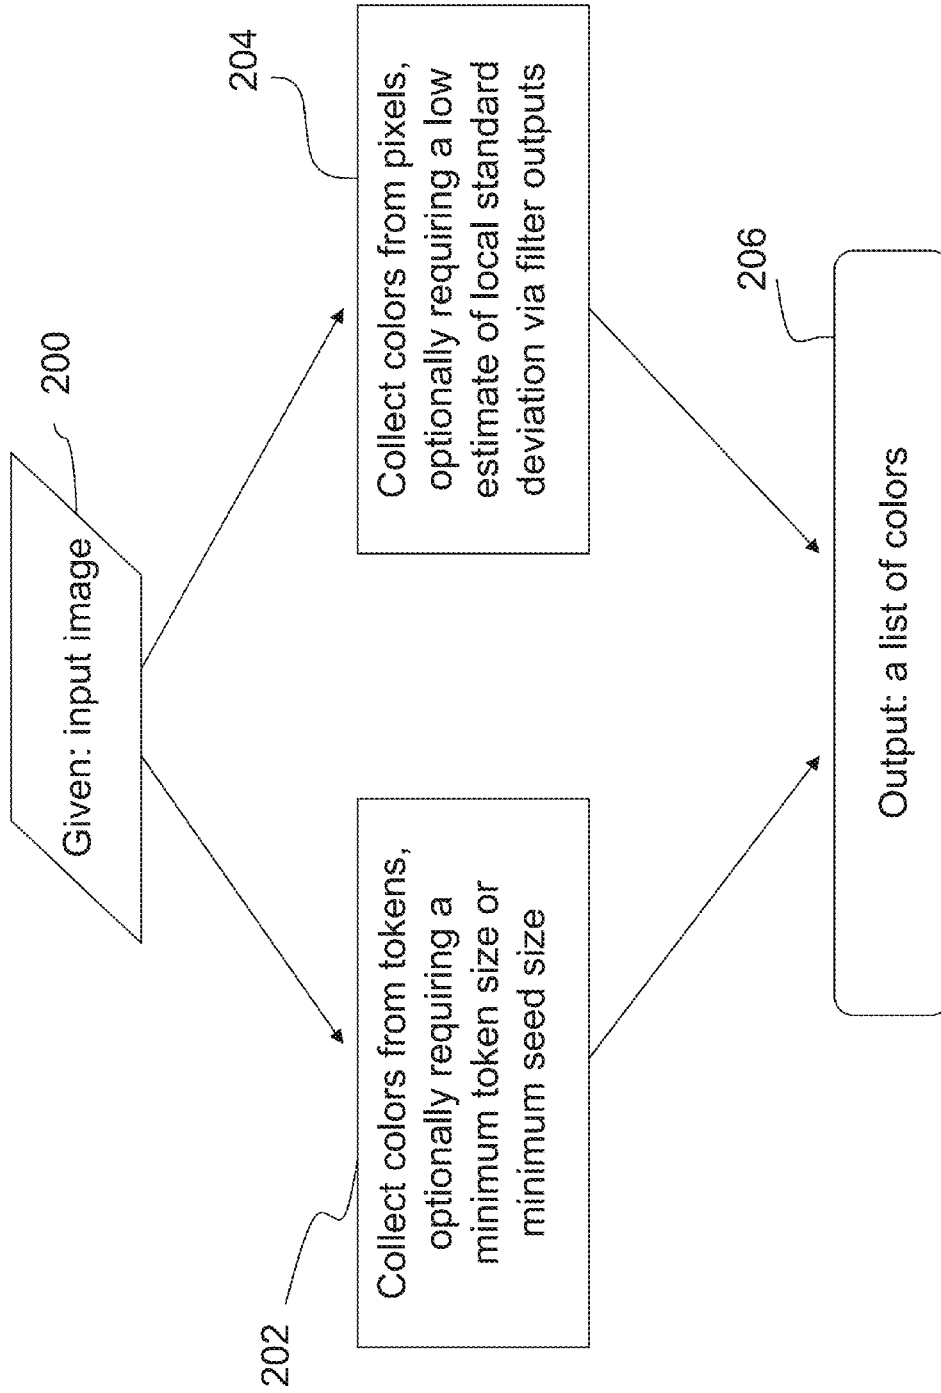 Given: input image
200
202
Collect colors from tokens,
optionally requiring a
minimum token size or
minimum seed size
204
Collect colors from pixels,
optionally requiring a low
estimate of local standard
deviation via filter outputs
206
Output: a list of colors